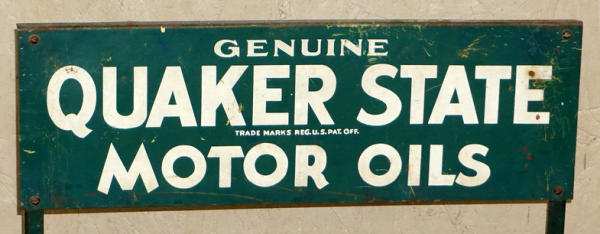 GENUINE
QUAKER STATE
TRADE MARKS REG. U.S. PAT. OFF.
MOTOR OILS